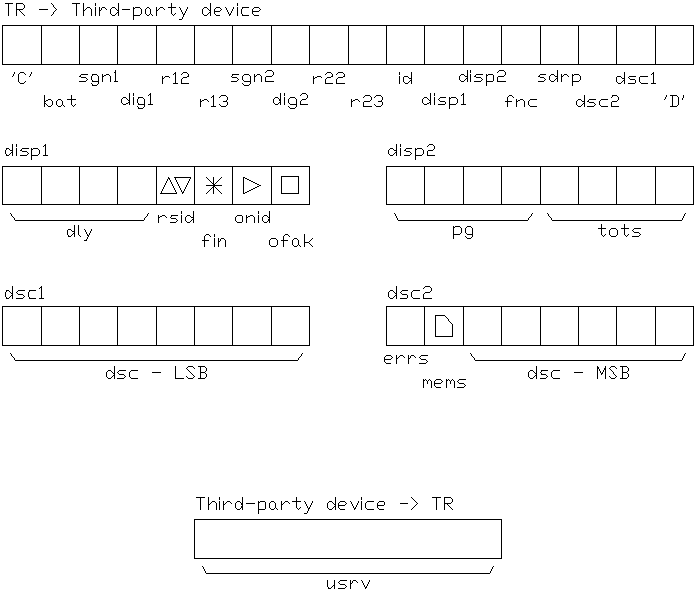 TR -> Third-party device
'C' sgn1 r12 sgn2 r22 id disp2 sdrp dsc1
bat dig1 r13 dig2 r23 disp1 fnc dsc2 'D'
disp1 disp2
rsid onid
dly pg tots
fin ofak
dsc1 dsc2
errs
dsc - LSB dsc - MSB
mems
Third-party device -> TR
usrv